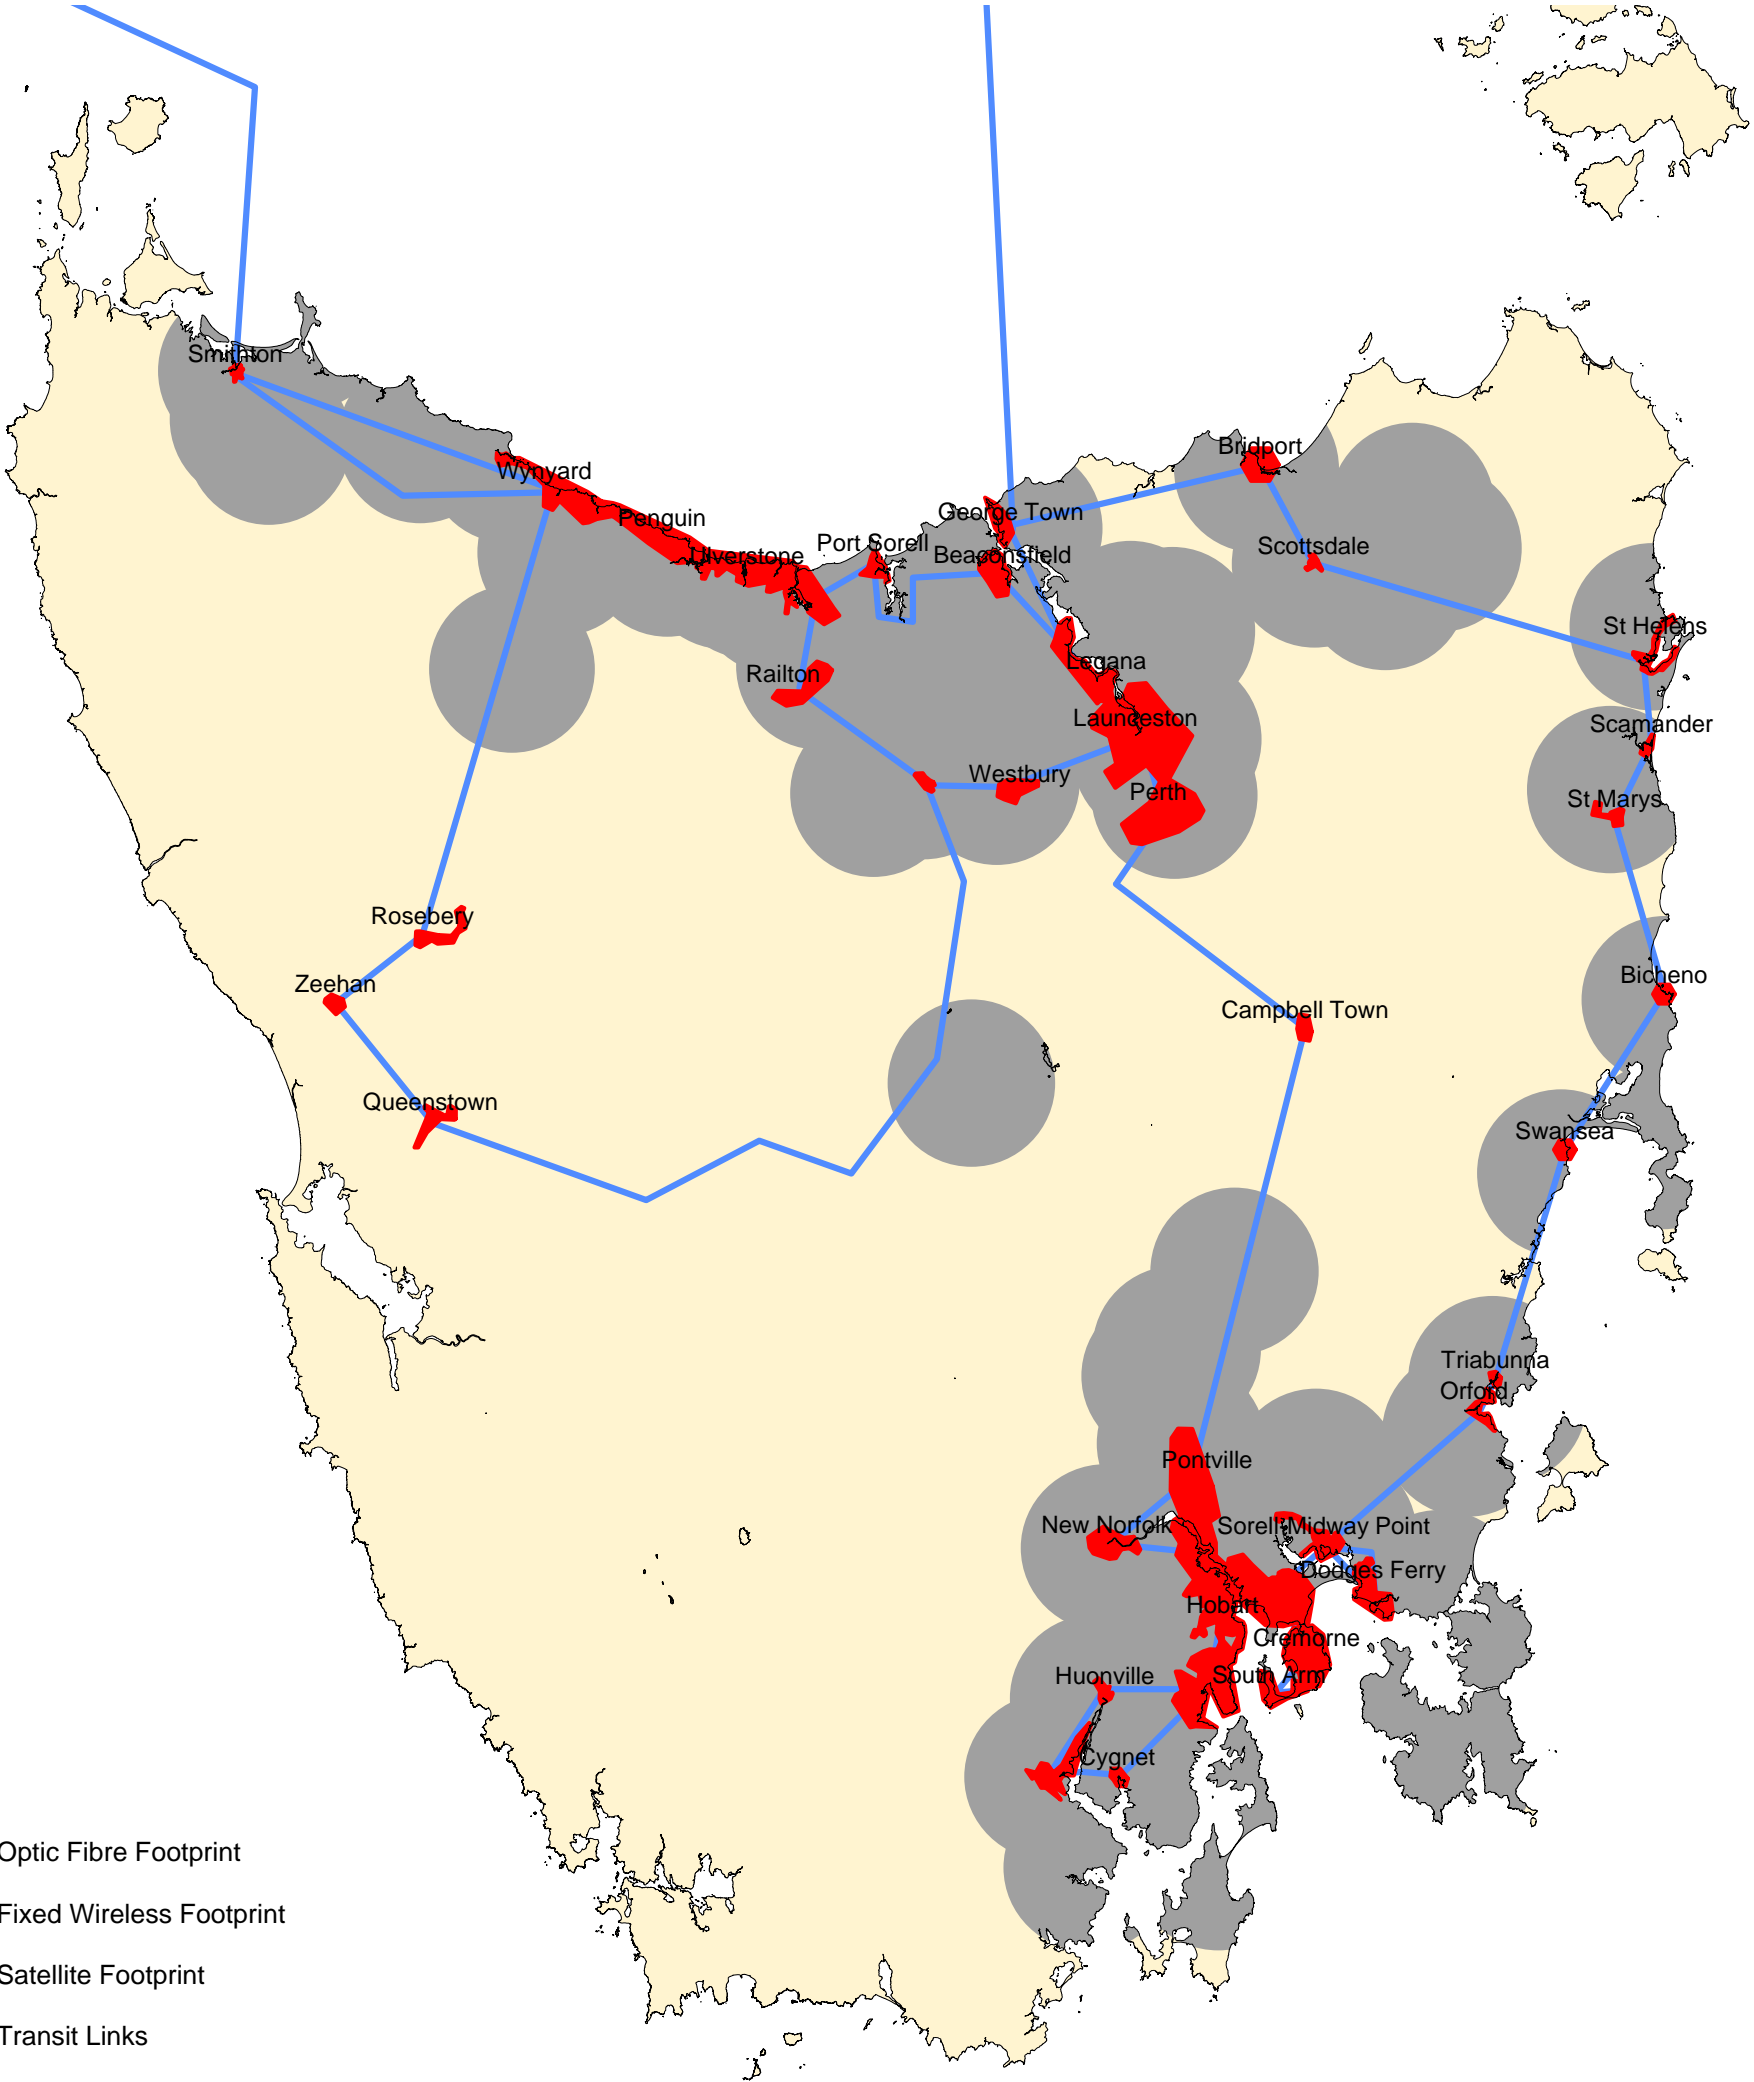 Smithton
Wynyard
Penguin
Ulverstone
Port Sorell
George Town
Beaconsfield
Bridport
Scottsdale
St Helens
Railton
Legana
Launceston
Scamander
Westbury
Perth
St Marys
Rosebery
Zeehan
Bicheno
Campbell Town
Queenstown
Swansea
Triabunna
Orford
Pontville
New Norfolk
Sorell
Midway Point
Dodges Ferry
Hobart
Cremorne
Huonville
South Arm
Cygnet
Optic Fibre Footprint
Fixed Wireless Footprint
Satellite Footprint
Transit Links